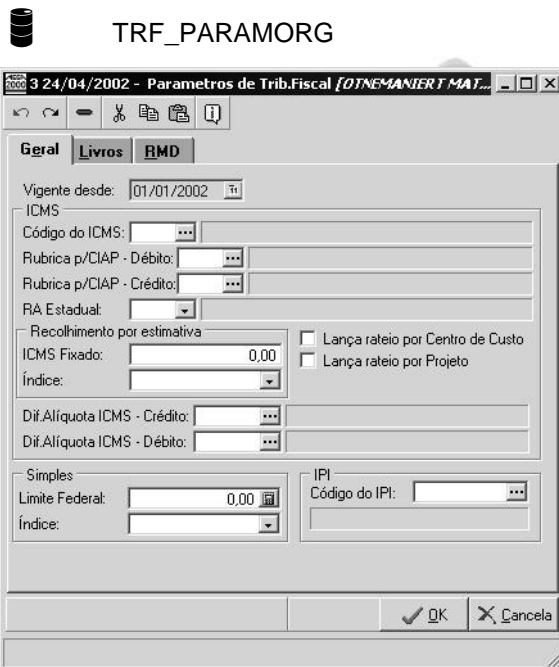 TRF_PARAMORG
3 24/04/2002 - Parametros de Trib.Fiscal [OTNEMANIERT MAT...
Geral Livros RMD
Vigente desde: 01/01/2002
ICMS
Código do ICMS:
Rubrica p/CIAP - Débito:
Rubrica p/CIAP - Crédito:
RA Estadual:
Recolhimento por estimativa
ICMS Fixado: 0,00
Índice:
Lança rateio por Centro de Custo
Lança rateio por Projeto
Dif.Alíquota ICMS - Crédito:
Dif.Alíquota ICMS - Débito:
Simples
Limite Federal: 0,00
Índice:
IPI
Código do IPI:
OK Cancela